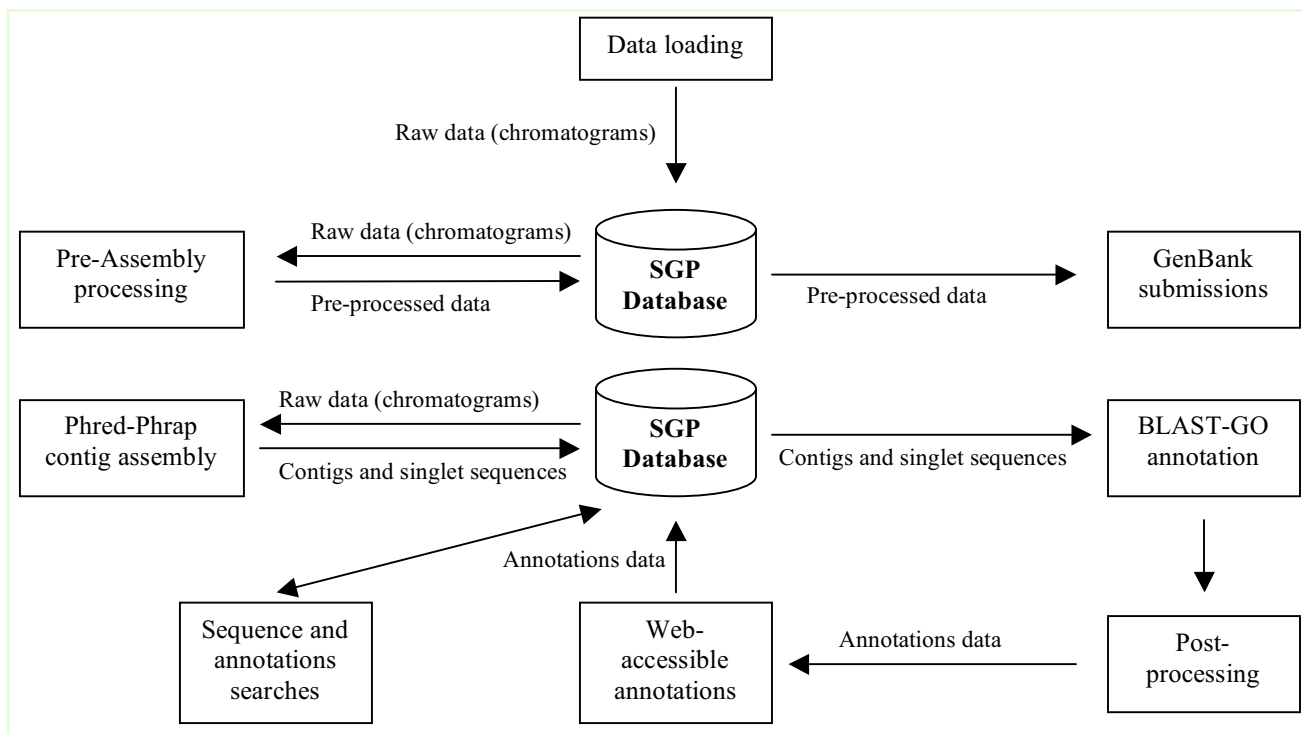 Data loading
Raw data (chromatograms)
Raw data (chromatograms)
Pre-Assembly
processing
Pre-processed data
SGP
Database
Pre-processed data
GenBank
submissions
Raw data (chromatograms)
Phred-Phrap
contig assembly
Contigs and singlet sequences
SGP
Database
Contigs and singlet sequences
BLAST-GO
annotation
Annotations data
Sequence and
annotations
searches
Web-
accessible
annotations
Annotations data
Post-
processing